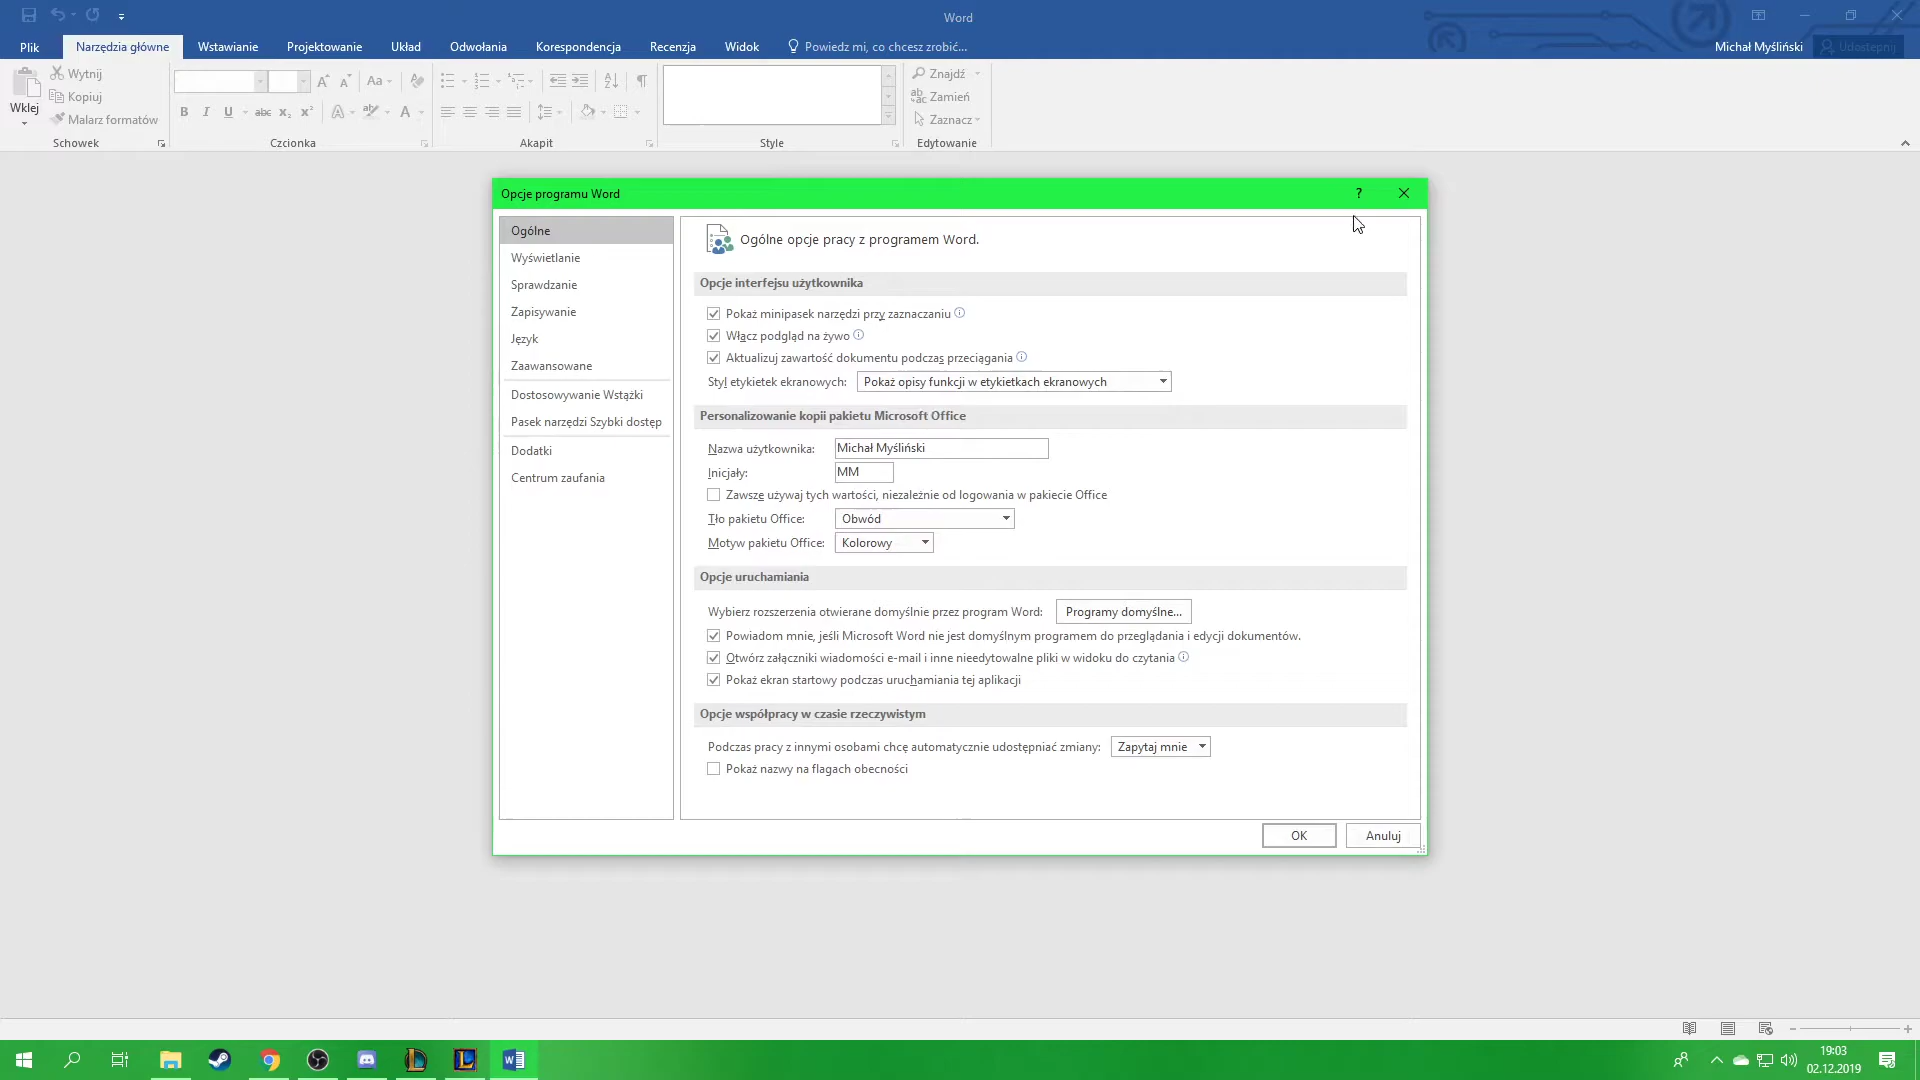 Word
Plik
Narzędzia główne
Wstawianie
Projektowanie
Układ
Odwołania
Korespondencja
Recenzja
Widok
Powiedz mi, co chcesz zrobić...
Michał Myśliński
Udostępnij
Wklej
Wytnij
Kopiuj
Malarz formatów
Schowek
Czcionka
Akapit
Style
Znajdź
Zamień
Zaznacz
Edytowanie
Opcje programu Word
Ogólne
Wyświetlanie
Sprawdzanie
Zapisywanie
Język
Zaawansowane
Dostosowywanie Wstążki
Pasek narzędzi Szybki dostęp
Dodatki
Centrum zaufania
Ogólne opcje pracy z programem Word.
Opcje interfejsu użytkownika
Pokaż minipasek narzędzi przy zaznaczaniu
Włącz podgląd na żywo
Aktualizuj zawartość dokumentu podczas przeciągania
Styl etykietek ekranowych: Pokaż opisy funkcji w etykietkach ekranowych
Personalizowanie kopii pakietu Microsoft Office
Nazwa użytkownika: Michał Myśliński
Inicjały: MM
Zawsze używaj tych wartości, niezależnie od logowania w pakiecie Office
Tło pakietu Office: Obwód
Motyw pakietu Office: Kolorowy
Opcje uruchamiania
Wybierz rozszerzenia otwierane domyślnie przez program Word: Programy domyślne...
Powiadom mnie, jeśli Microsoft Word nie jest domyślnym programem do przeglądania i edycji dokumentów.
Otwórz załączniki wiadomości e-mail i inne nieedytowalne pliki w widoku do czytania
Pokaż ekran startowy podczas uruchamiania tej aplikacji
Opcje współpracy w czasie rzeczywistym
Podczas pracy z innymi osobami chcę automatycznie udostępniać zmiany: Zapytaj mnie
Pokaż nazwy na flagach obecności
OK
Anuluj
19:03
02.12.2019